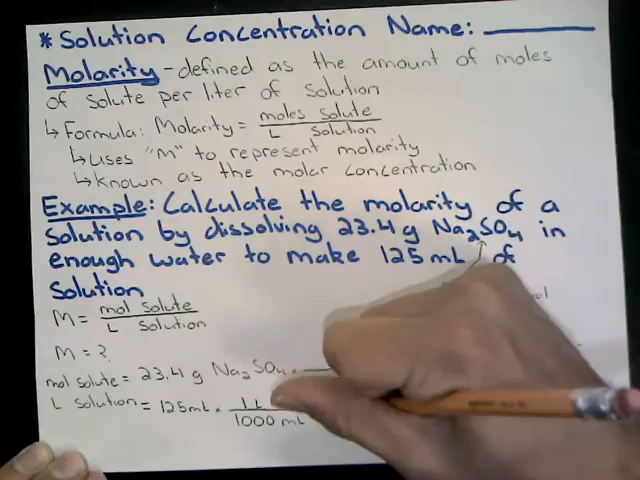 * Solution Concentration Name:
Molarity - defined as the amount of moles
of solute per liter of solution
↳ Formula: Molarity = moles solute / L solution
↳ uses "M" to represent molarity
↳ known as the molar concentration
Example: Calculate the molarity of a
solution by dissolving 23.4 g Na₂SO₄ in
enough water to make 125 mL of
solution
M = mol solute / L solution
M = ?
mol solute = 23.4 g Na₂SO₄ ·
L solution = 125 mL · 1 L / 1000 mL